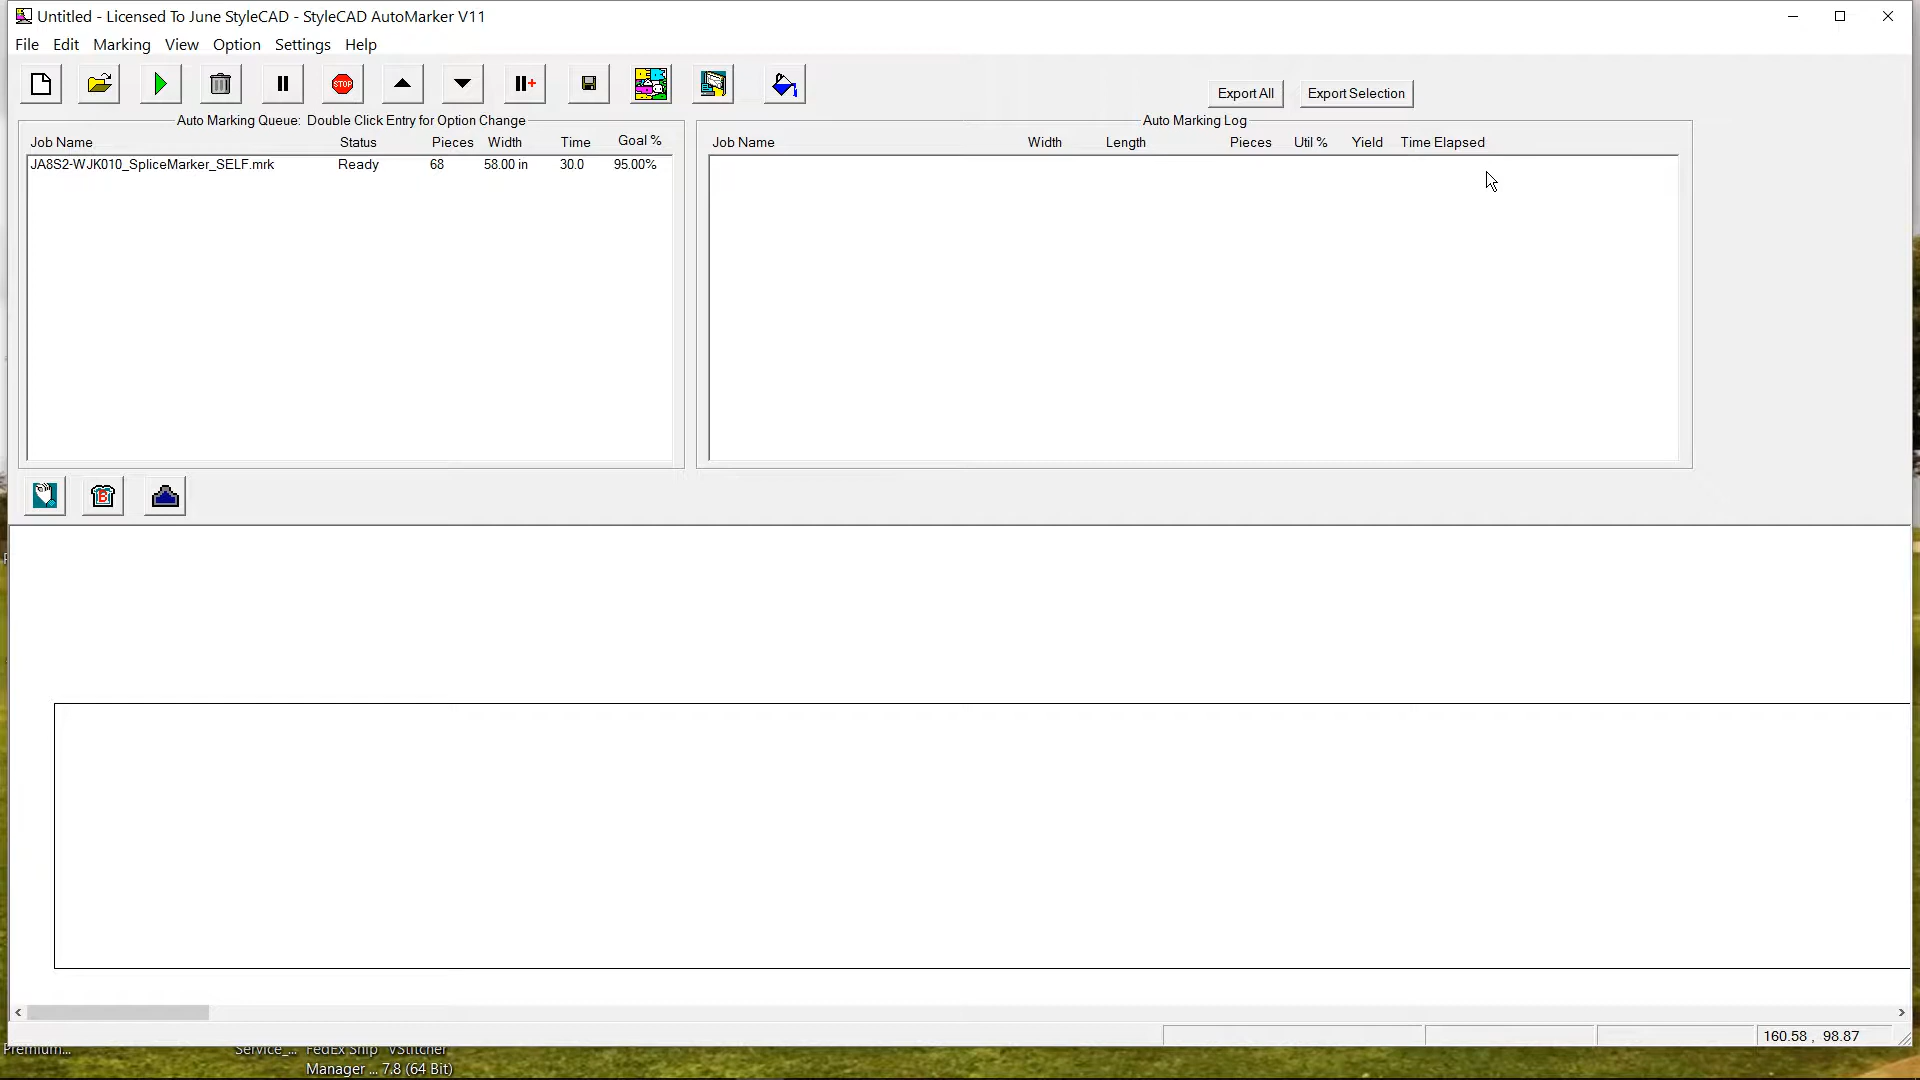 Untitled - Licensed To June StyleCAD - StyleCAD AutoMarker V11
File Edit Marking View Option Settings Help
STOP
Export All Export Selection
Auto Marking Queue: Double Click Entry for Option Change
Auto Marking Log
Job Name Status Pieces Width Time Goal %
Job Name Width Length Pieces Util % Yield Time Elapsed
JA8S2-WJK010_SpliceMarker_SELF.mrk Ready 68 58.00 in 30.0 95.00%
B
160.58 , 98.87
Premium... Service_... FedEx Ship VStitcher
Manager ... 7.8 (64 Bit)